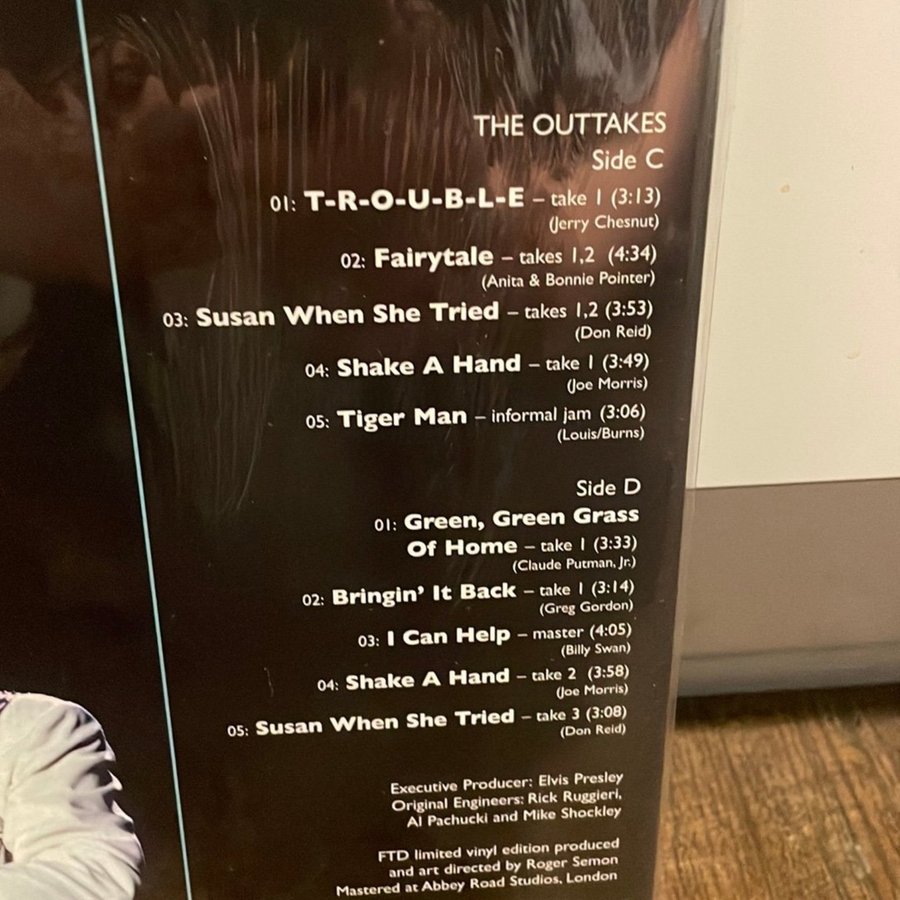 THE OUTTAKES
Side C
01: T-R-O-U-B-L-E – take 1 (3:13)
(Jerry Chesnut)
02: Fairytale – takes 1,2 (4:34)
(Anita & Bonnie Pointer)
03: Susan When She Tried – takes 1,2 (3:53)
(Don Reid)
04: Shake A Hand – take 1 (3:49)
(Joe Morris)
05: Tiger Man – informal jam (3:06)
(Louis/Burns)
Side D
01: Green, Green Grass
Of Home – take 1 (3:33)
(Claude Putman, Jr.)
02: Bringin' It Back – take 1 (3:14)
(Greg Gordon)
03: I Can Help – master (4:05)
(Billy Swan)
04: Shake A Hand – take 2 (3:58)
(Joe Morris)
05: Susan When She Tried – take 3 (3:08)
(Don Reid)
Executive Producer: Elvis Presley
Original Engineers: Rick Ruggieri,
Al Pachucki and Mike Shockley
FTD limited vinyl edition produced
and art directed by Roger Semon
Mastered at Abbey Road Studios, London